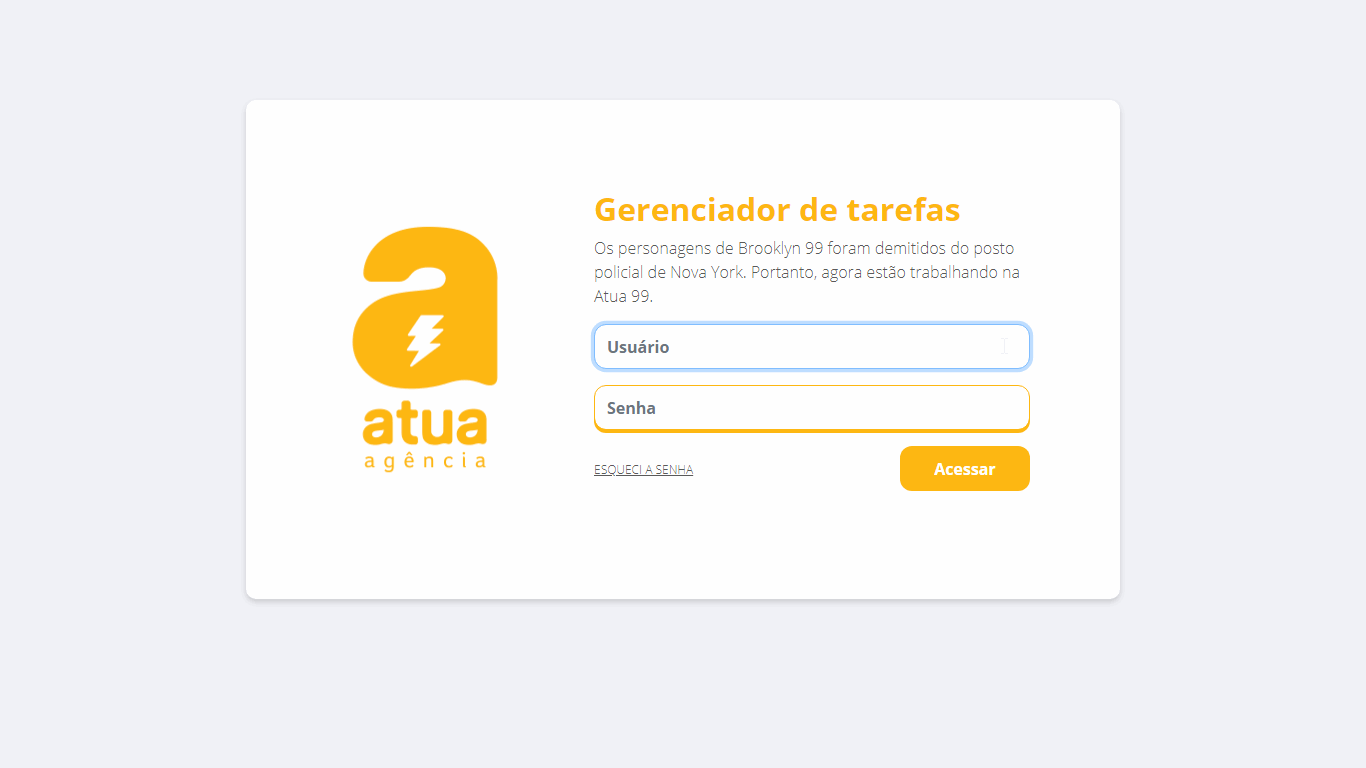 atua
agência
Gerenciador de tarefas
Os personagens de Brooklyn 99 foram demitidos do posto
policial de Nova York. Portanto, agora estão trabalhando na
Atua 99.
Usuário
Senha
ESQUECI A SENHA
Acessar